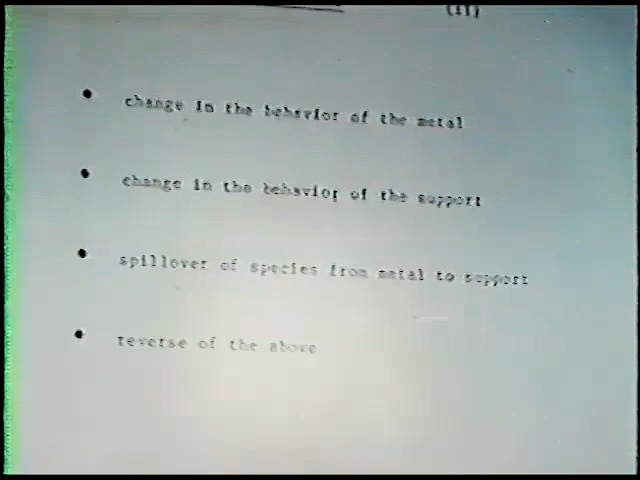 (II)
• change in the behavior of the metal
• change in the behavior of the support
• spillover of species from metal to support
• reverse of the above